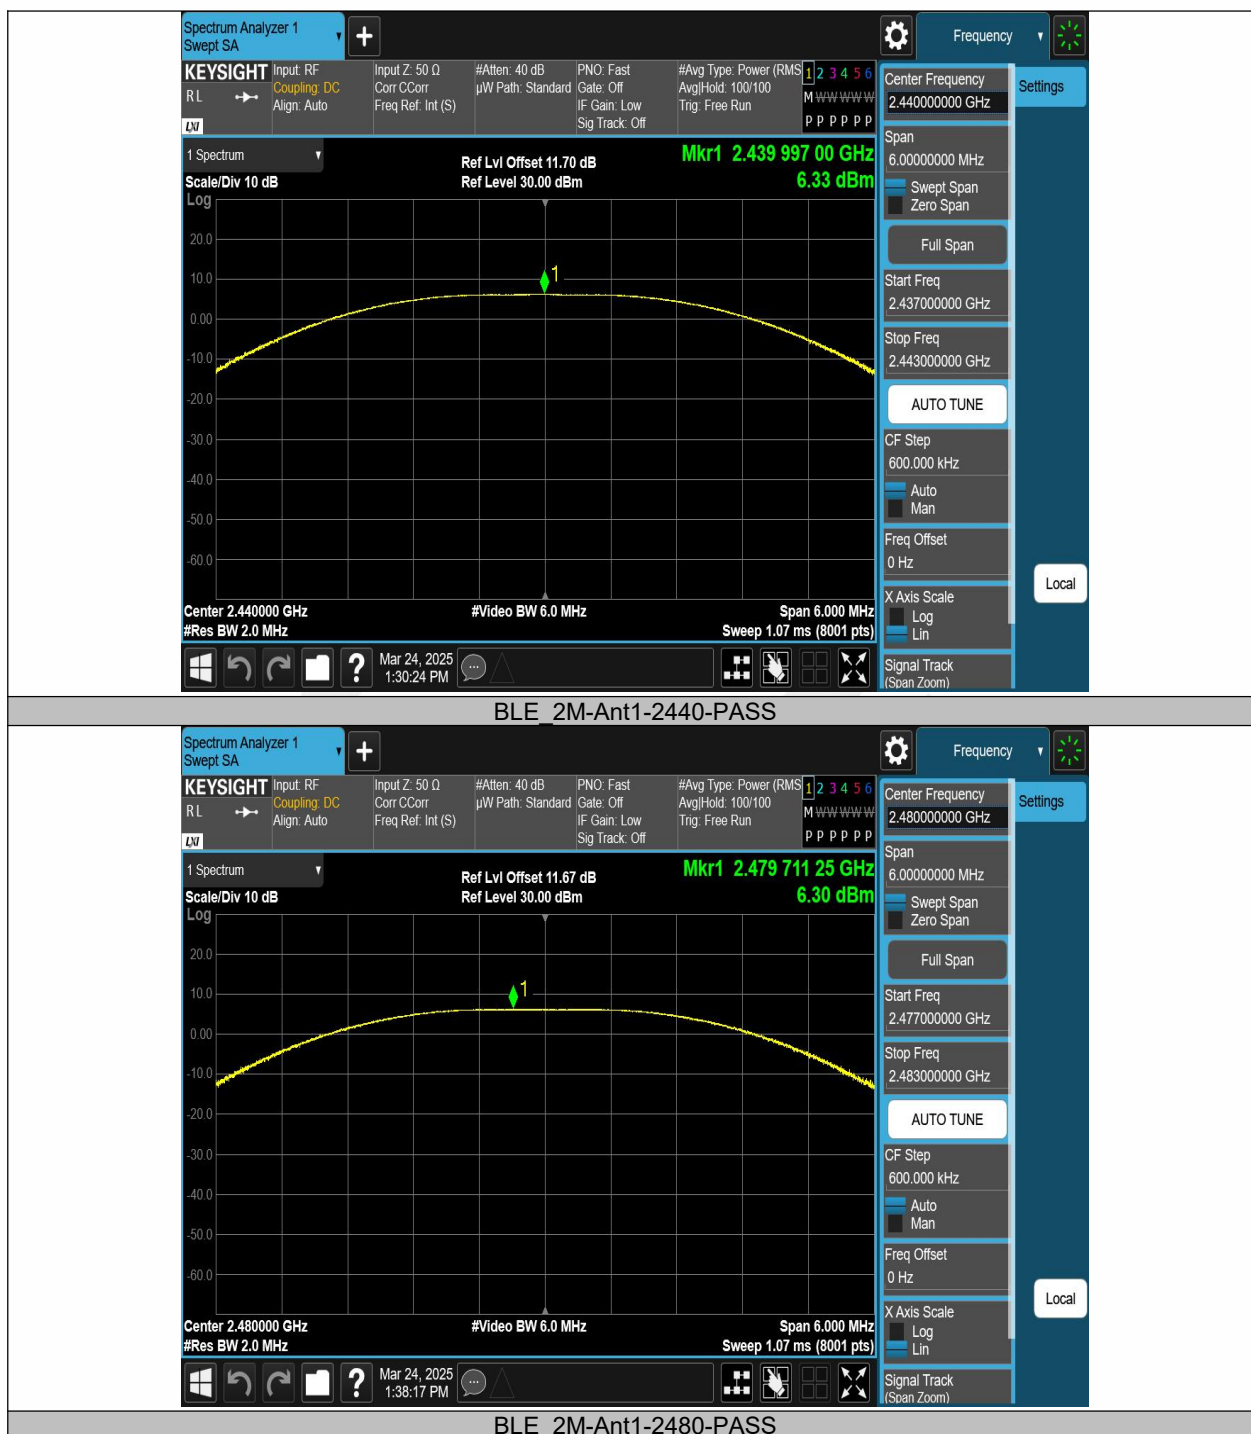 Spectrum Analyzer 1
Swept SA
Frequency
KEYSIGHT
RL
LXI
Input: RF
Coupling: DC
Align: Auto
Input Z: 50 Ω
Corr CCorr
Freq Ref: Int (S)
#Atten: 40 dB
µW Path: Standard
PNO: Fast
Gate: Off
IF Gain: Low
Sig Track: Off
#Avg Type: Power (RMS
Avg|Hold: 100/100
Trig: Free Run
1 2 3 4 5 6
M W W W W W
P P P P P P
Center Frequency
2.440000000 GHz
Settings
1 Spectrum
Scale/Div 10 dB
Log
Ref Lvl Offset 11.70 dB
Ref Level 30.00 dBm
Mkr1 2.439 997 00 GHz
6.33 dBm
Span
6.00000000 MHz
Swept Span
Zero Span
Full Span
Start Freq
2.437000000 GHz
Stop Freq
2.443000000 GHz
AUTO TUNE
CF Step
600.000 kHz
Auto
Man
Freq Offset
0 Hz
X Axis Scale
Log
Lin
Signal Track
(Span Zoom)
Local
1
20.0
10.0
0.00
-10.0
-20.0
-30.0
-40.0
-50.0
-60.0
Center 2.440000 GHz
#Res BW 2.0 MHz
#Video BW 6.0 MHz
Span 6.000 MHz
Sweep 1.07 ms (8001 pts)
?
Mar 24, 2025
1:30:24 PM
BLE_2M-Ant1-2440-PASS
Spectrum Analyzer 1
Swept SA
Frequency
KEYSIGHT
RL
LXI
Input: RF
Coupling: DC
Align: Auto
Input Z: 50 Ω
Corr CCorr
Freq Ref: Int (S)
#Atten: 40 dB
µW Path: Standard
PNO: Fast
Gate: Off
IF Gain: Low
Sig Track: Off
#Avg Type: Power (RMS
Avg|Hold: 100/100
Trig: Free Run
1 2 3 4 5 6
M W W W W W
P P P P P P
Center Frequency
2.480000000 GHz
Settings
1 Spectrum
Scale/Div 10 dB
Log
Ref Lvl Offset 11.67 dB
Ref Level 30.00 dBm
Mkr1 2.479 711 25 GHz
6.30 dBm
Span
6.00000000 MHz
Swept Span
Zero Span
Full Span
Start Freq
2.477000000 GHz
Stop Freq
2.483000000 GHz
AUTO TUNE
CF Step
600.000 kHz
Auto
Man
Freq Offset
0 Hz
X Axis Scale
Log
Lin
Signal Track
(Span Zoom)
Local
1
20.0
10.0
0.00
-10.0
-20.0
-30.0
-40.0
-50.0
-60.0
Center 2.480000 GHz
#Res BW 2.0 MHz
#Video BW 6.0 MHz
Span 6.000 MHz
Sweep 1.07 ms (8001 pts)
?
Mar 24, 2025
1:38:17 PM
BLE_2M-Ant1-2480-PASS